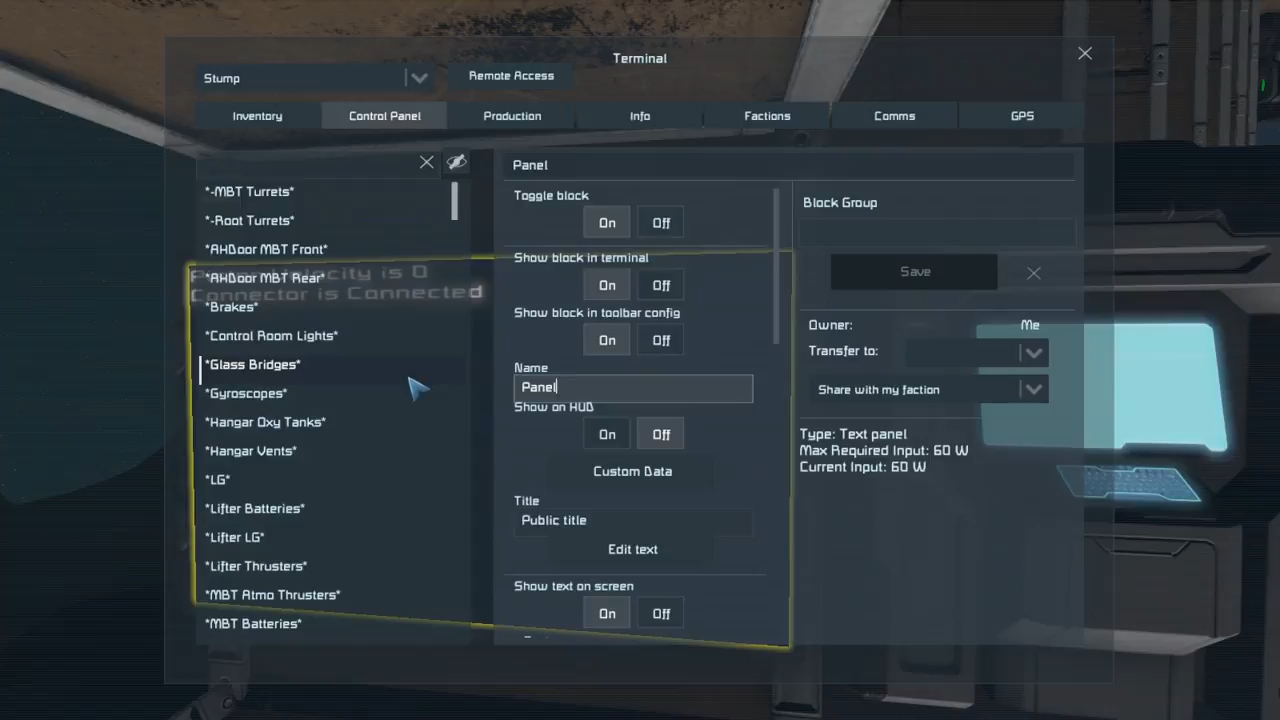 Terminal
Stump
Remote Access
Inventory
Control Panel
Production
Info
Factions
Comms
GPS
*-MBT Turrets*
*-Root Turrets*
*AHDoor MBT Front*
*AHDoor MBT Rear*
*Brakes*
*Control Room Lights*
*Glass Bridges*
*Gyroscopes*
*Hangar Oxy Tanks*
*Hangar Vents*
*LG*
*Lifter Batteries*
*Lifter LG*
*Lifter Thrusters*
*MBT Atmo Thrusters*
*MBT Batteries*
Velocity is 0
Connector is Connected
Panel
Toggle block
On Off
Show block in terminal
On Off
Show block in toolbar config
On Off
Name
Panel
Show on HUD
On Off
Custom Data
Title
Public title
Edit text
Show text on screen
On Off
Block Group
Save
Owner: Me
Transfer to:
Share with my faction
Type: Text panel
Max Required Input: 60 W
Current Input: 60 W